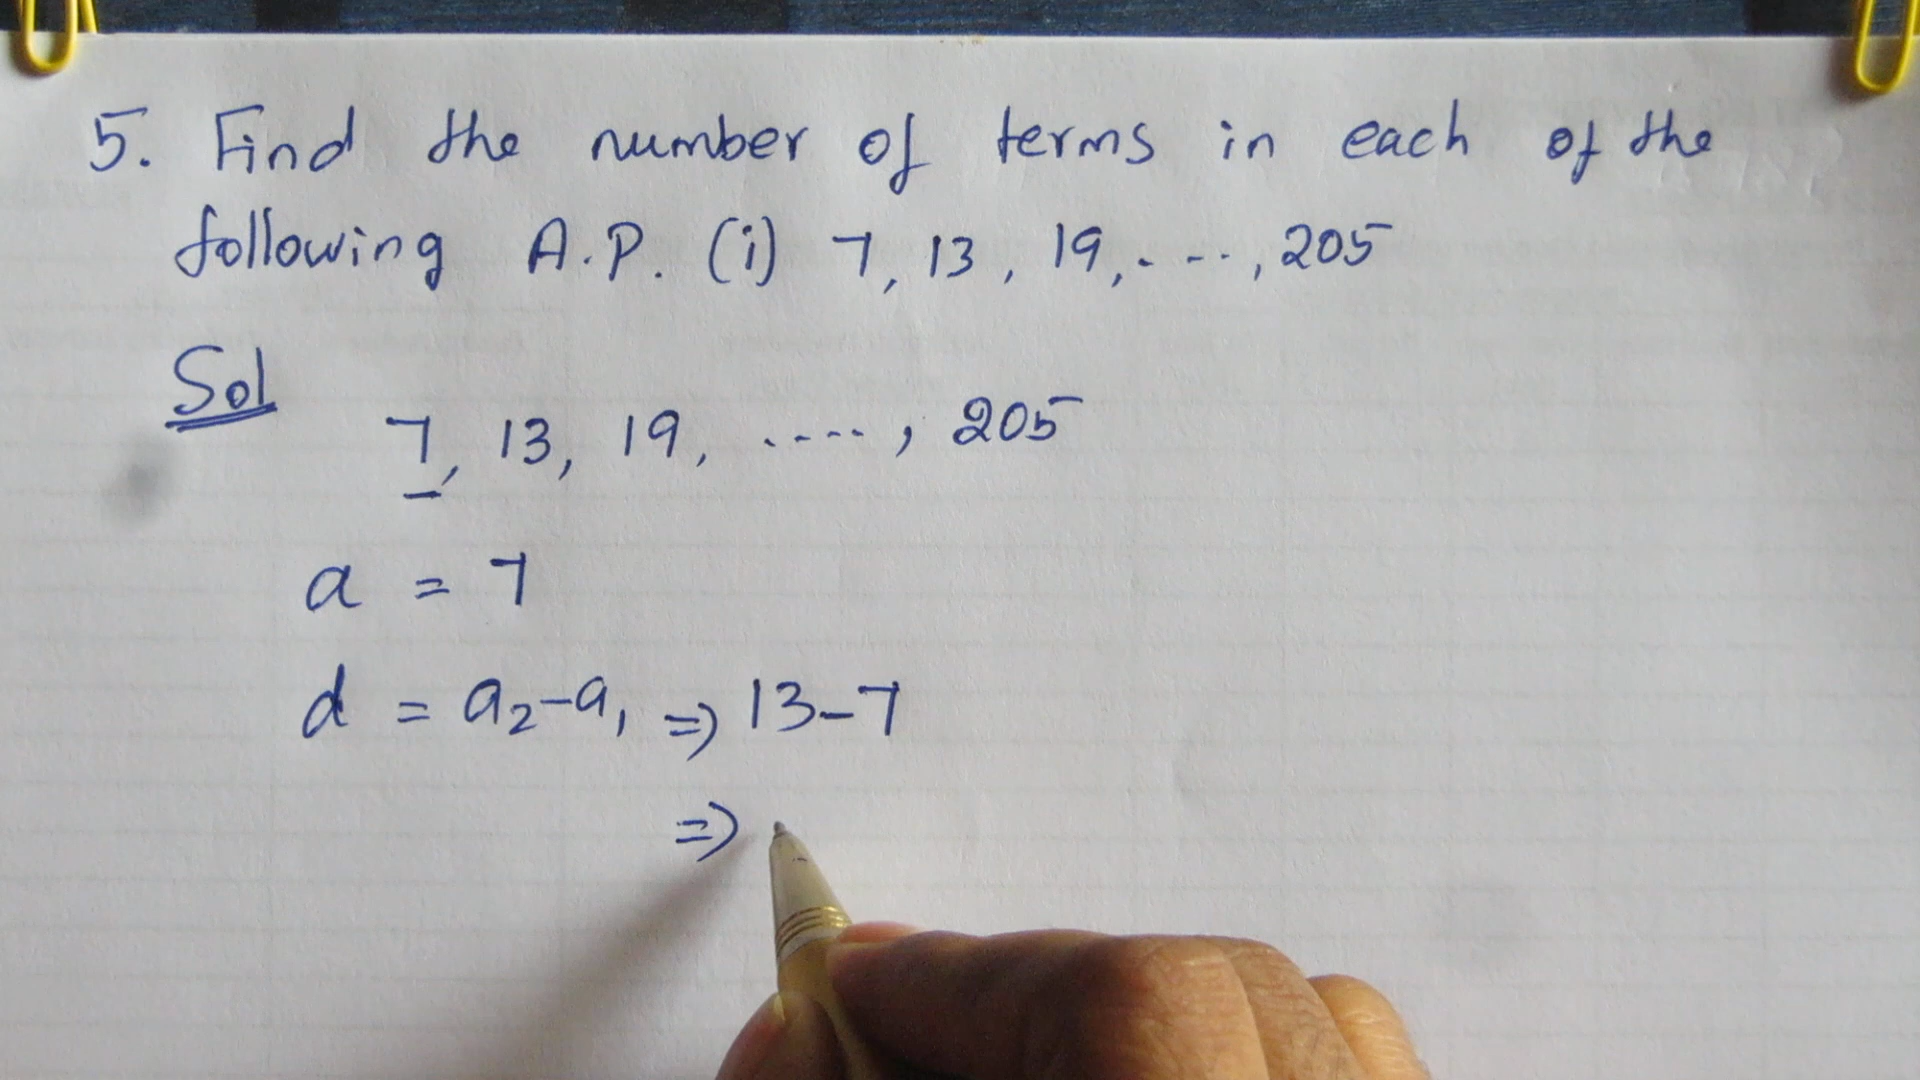 5. Find the number of terms in each of the
following A.P. (i) 7, 13, 19, ...., 205
Sol
7, 13, 19, ....., 205
a = 7
d = a₂-a₁ => 13-7
=>